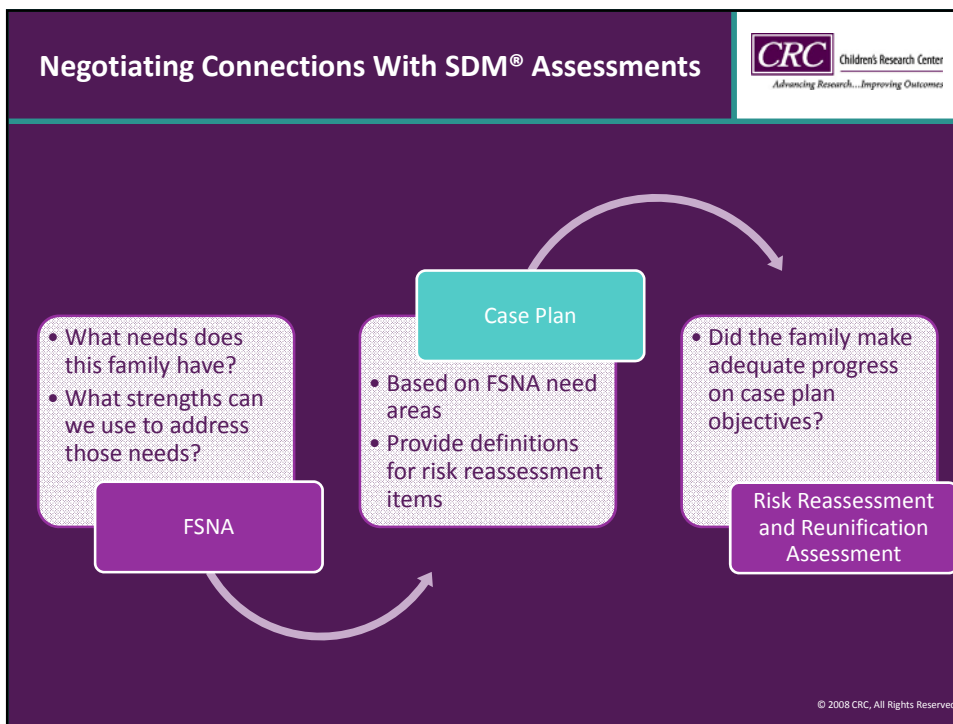 Negotiating Connections With SDM® Assessments
CRC Children's Research Center
Advancing Research...Improving Outcomes
• What needs does
this family have?
• What strengths can
we use to address
those needs?
FSNA
Case Plan
• Based on FSNA need
areas
• Provide definitions
for risk reassessment
items
• Did the family make
adequate progress
on case plan
objectives?
Risk Reassessment
and Reunification
Assessment
© 2008 CRC, All Rights Reserved